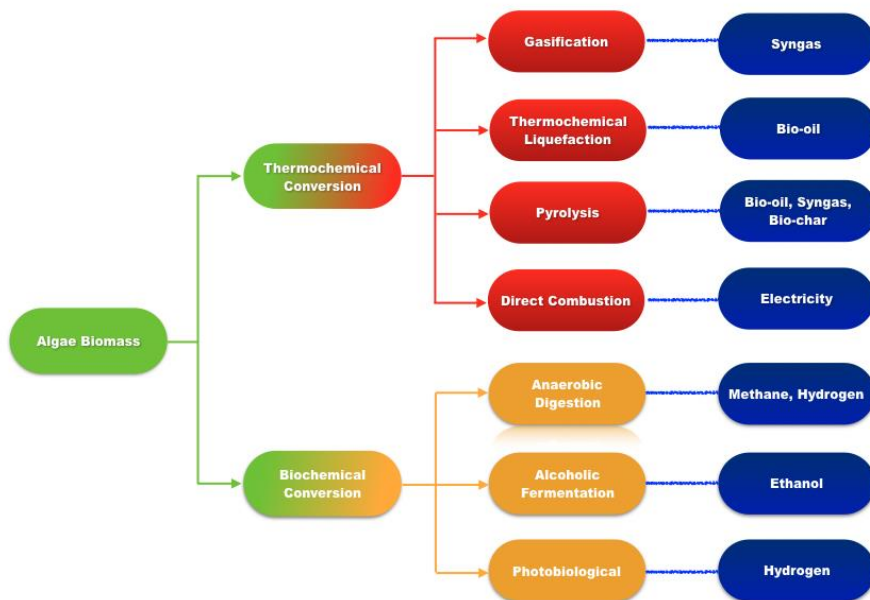 Gasification
Syngas
Thermochemical
Liquefaction
Bio-oil
Thermochemical
Conversion
Pyrolysis
Bio-oil, Syngas,
Bio-char
Direct Combustion
Electricity
Algae Biomass
Anaerobic
Digestion
Methane, Hydrogen
Biochemical
Conversion
Alcoholic
Fermentation
Ethanol
Photobiological
Hydrogen